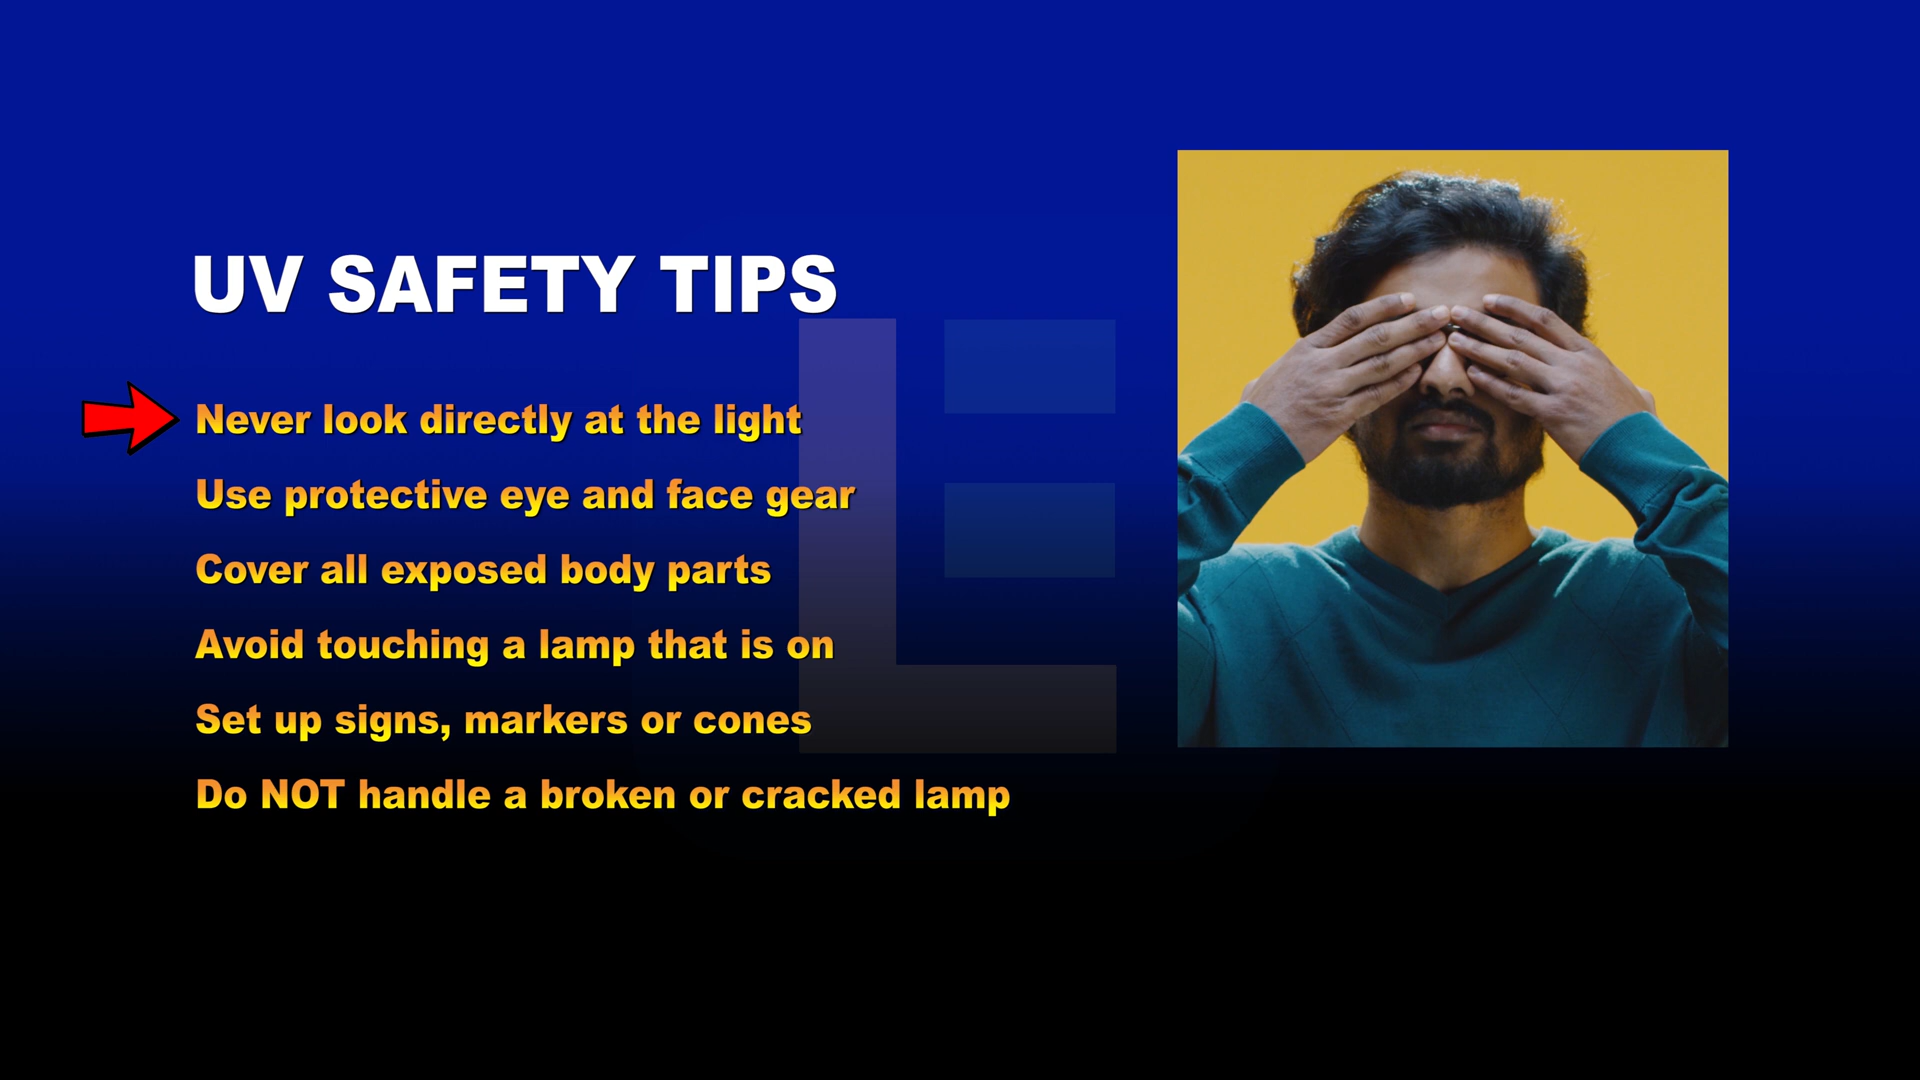 UV SAFETY TIPS
Never look directly at the light
Use protective eye and face gear
Cover all exposed body parts
Avoid touching a lamp that is on
Set up signs, markers or cones
Do NOT handle a broken or cracked lamp